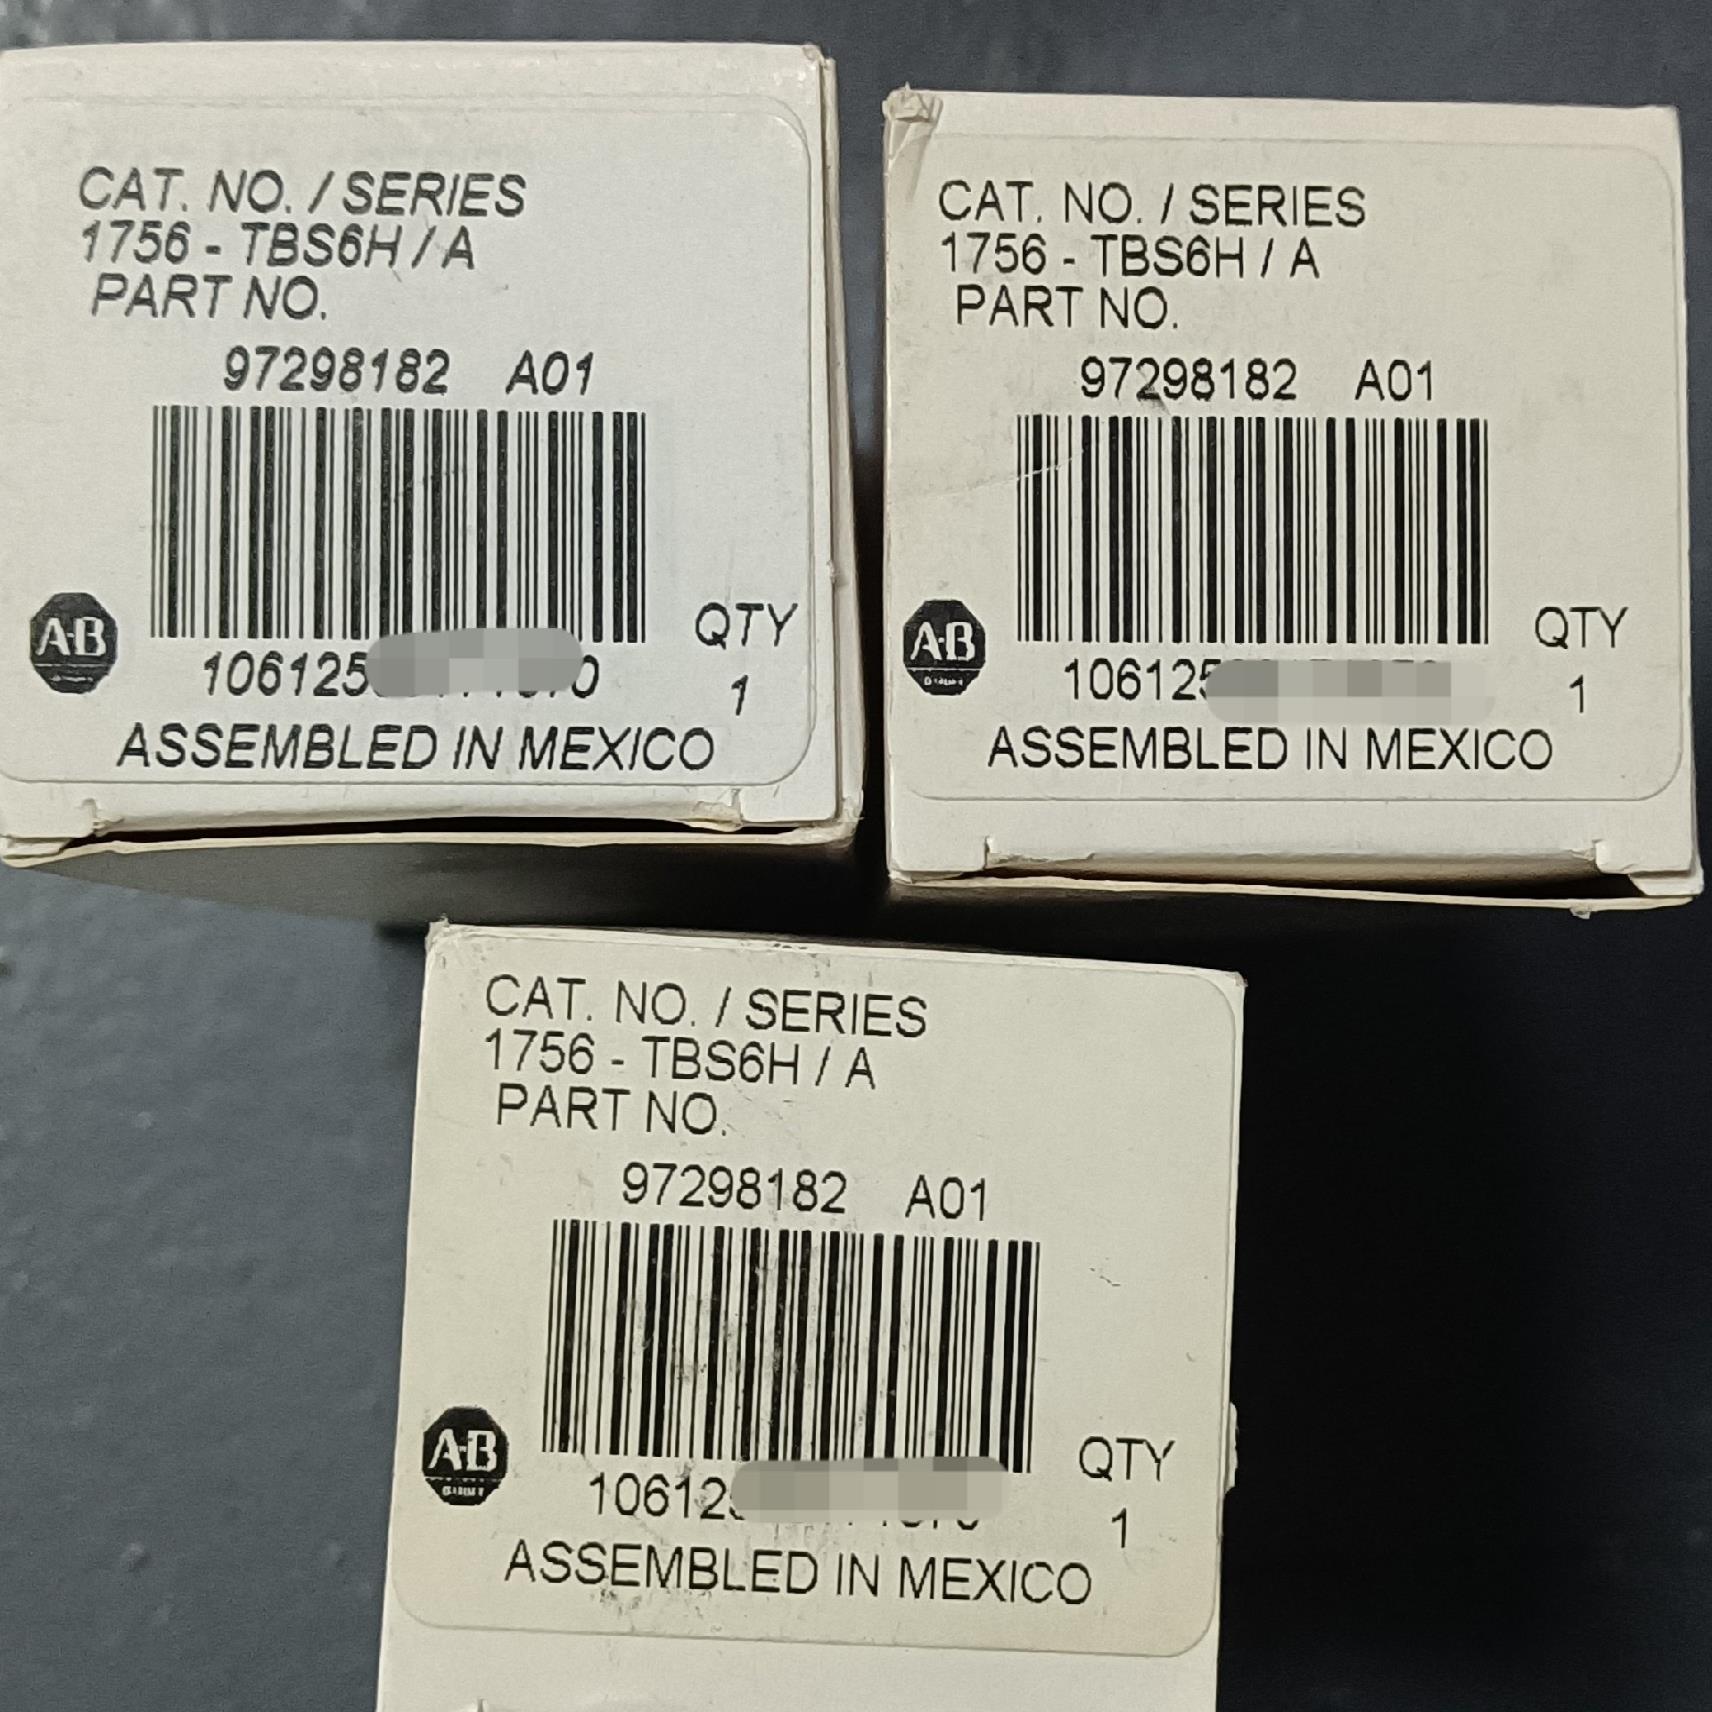 CAT. NO. / SERIES
1756 - TBS6H / A
PART NO.
97298182 A01
A-B
QTY
1
ASSEMBLED IN MEXICO
CAT. NO. / SERIES
1756 - TBS6H / A
PART NO.
97298182 A01
A-B
QTY
1
ASSEMBLED IN MEXICO
CAT. NO. / SERIES
1756 - TBS6H / A
PART NO.
97298182 A01
A-B
QTY
1
ASSEMBLED IN MEXICO